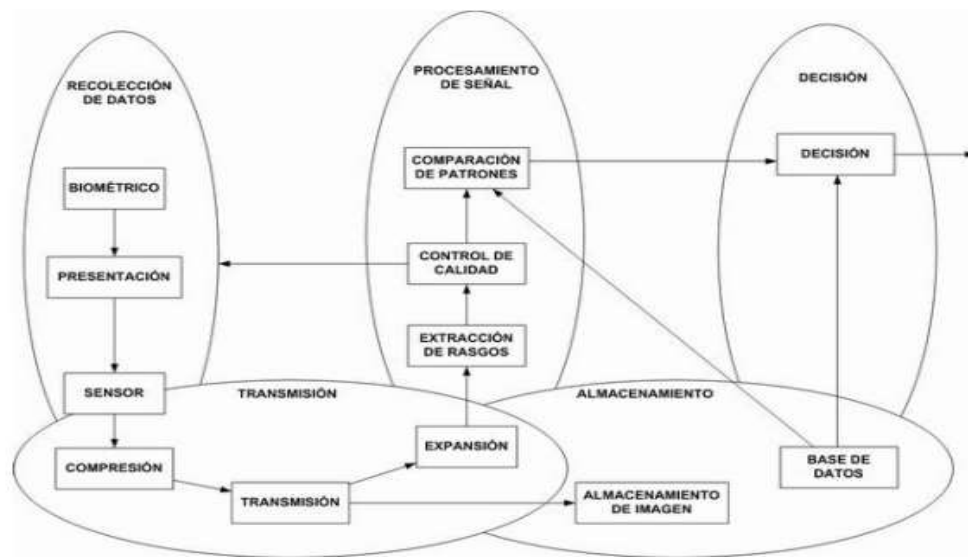 RECOLECCIÓN
DE DATOS
BIOMÉTRICO
PRESENTACIÓN
SENSOR
PROCESAMIENTO
DE SEÑAL
COMPARACIÓN
DE PATRONES
CONTROL DE
CALIDAD
EXTRACCIÓN
DE RASGOS
DECISIÓN
DECISIÓN
TRANSMISIÓN
COMPRESIÓN
TRANSMISIÓN
EXPANSIÓN
ALMACENAMIENTO
ALMACENAMIENTO
DE IMAGEN
BASE DE
DATOS